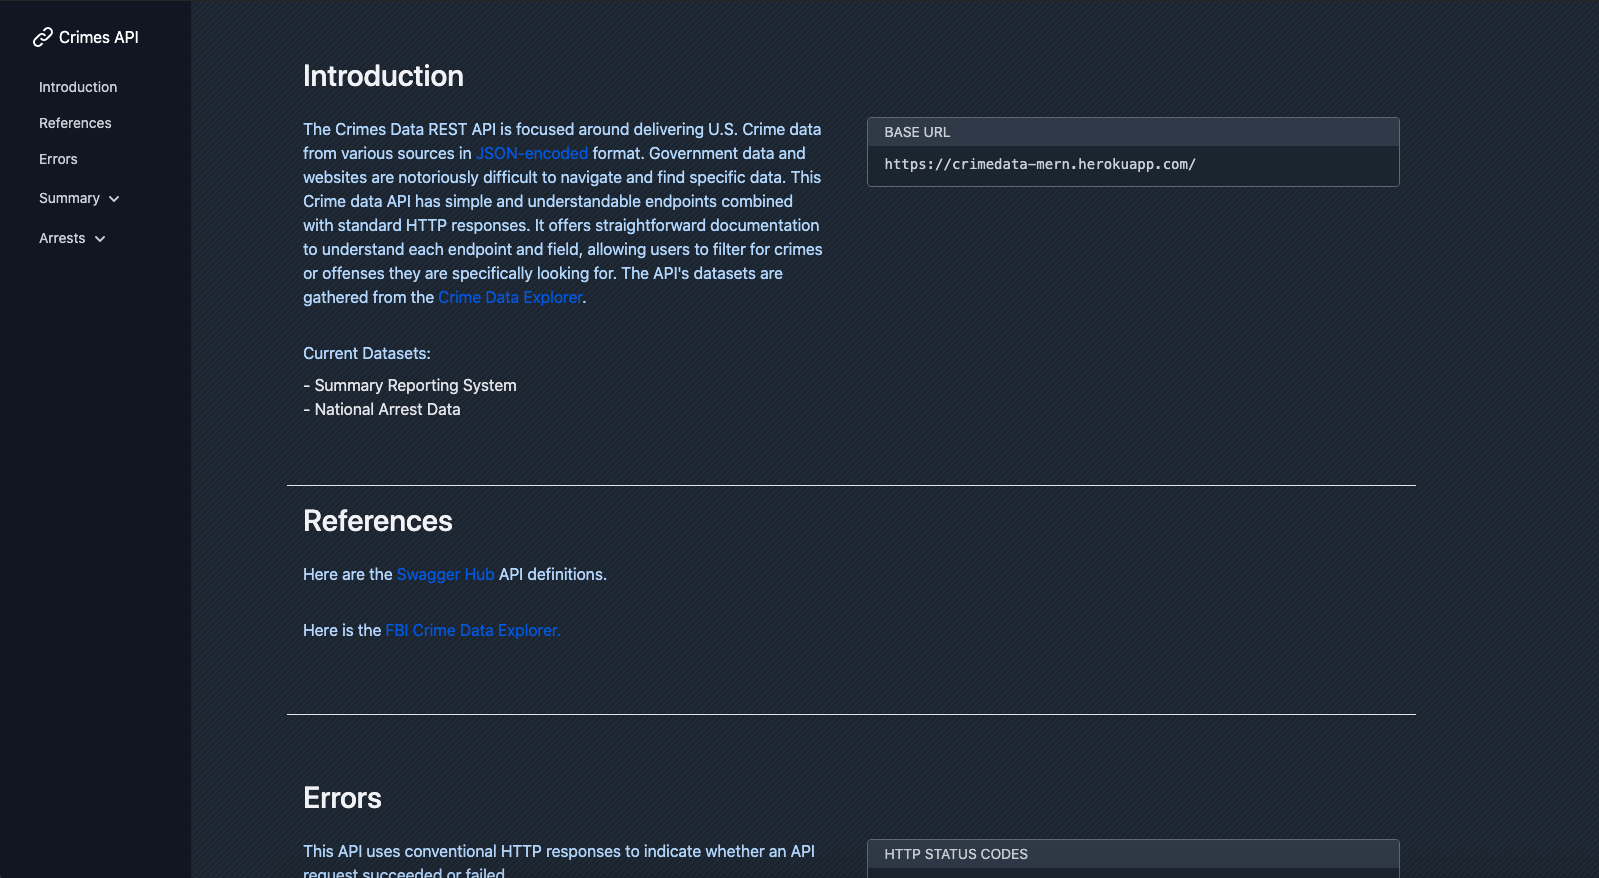 Crimes API
Introduction
References
Errors
Summary
Arrests
Introduction
The Crimes Data REST API is focused around delivering U.S. Crime data
from various sources in JSON-encoded format. Government data and
websites are notoriously difficult to navigate and find specific data. This
Crime data API has simple and understandable endpoints combined
with standard HTTP responses. It offers straightforward documentation
to understand each endpoint and field, allowing users to filter for crimes
or offenses they are specifically looking for. The API's datasets are
gathered from the Crime Data Explorer.
BASE URL
https://crimedata-mern.herokuapp.com/
Current Datasets:
- Summary Reporting System
- National Arrest Data
References
Here are the Swagger Hub API definitions.
Here is the FBI Crime Data Explorer.
Errors
This API uses conventional HTTP responses to indicate whether an API
request succeeded or failed
HTTP STATUS CODES